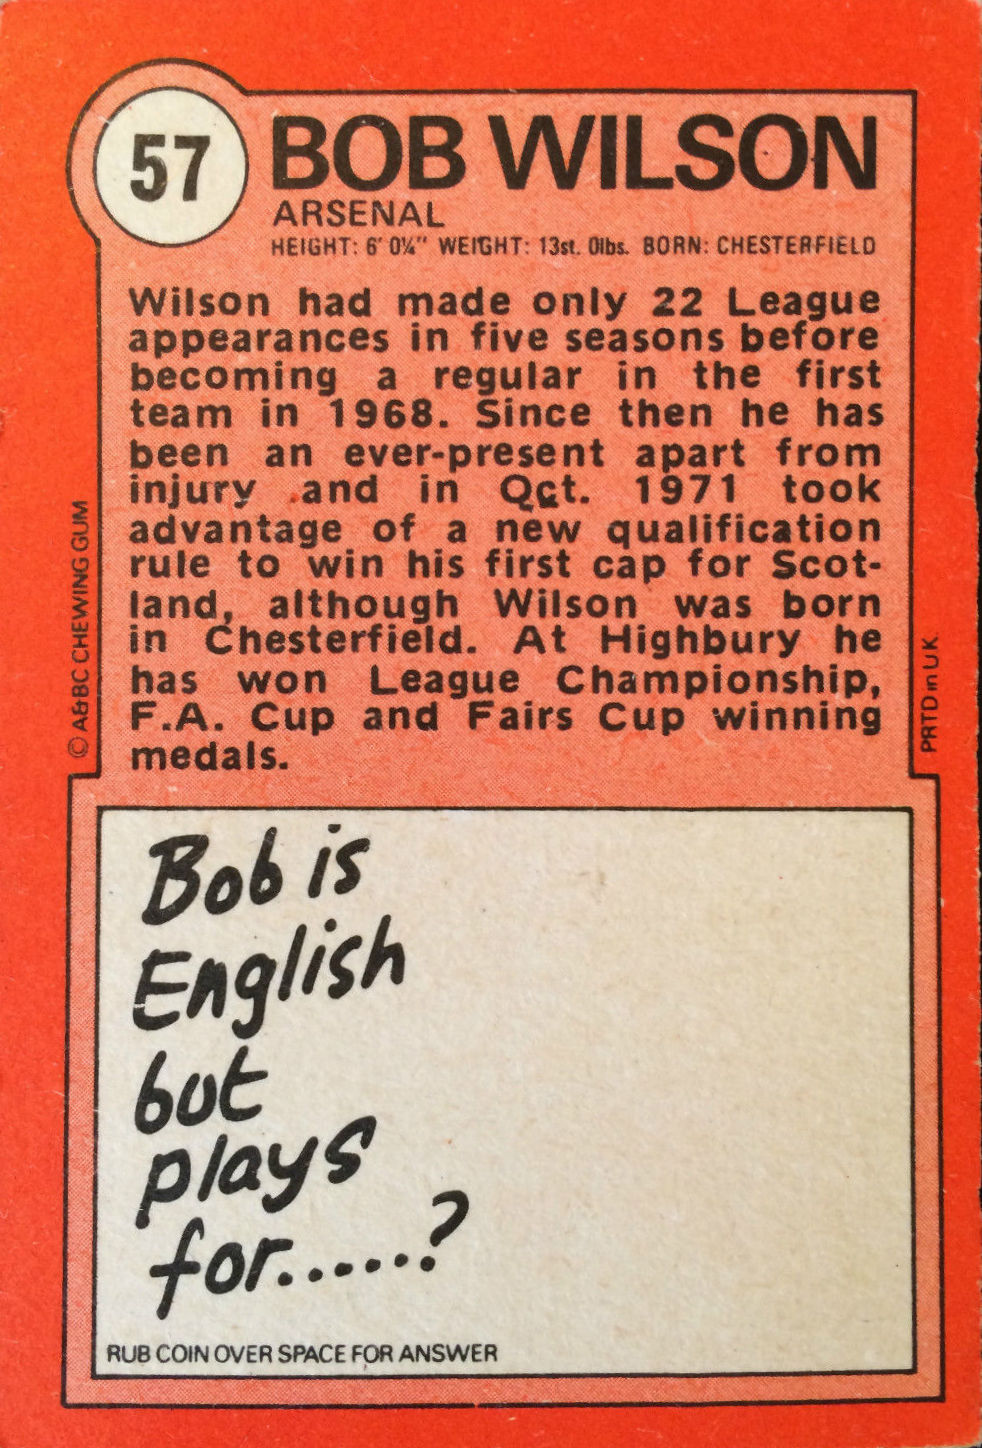 57
BOB WILSON
ARSENAL
HEIGHT: 6' 0¼" WEIGHT: 13st. 0lbs. BORN: CHESTERFIELD
Wilson had made only 22 League
appearances in five seasons before
becoming a regular in the first
team in 1968. Since then he has
been an ever-present apart from
injury and in Oct. 1971 took
advantage of a new qualification
rule to win his first cap for Scot-
land, although Wilson was born
in Chesterfield. At Highbury he
has won League Championship,
F.A. Cup and Fairs Cup winning
medals.
© A&BC CHEWING GUM
PRTD in U K
Bob is
English
but
plays
for.....?
RUB COIN OVER SPACE FOR ANSWER